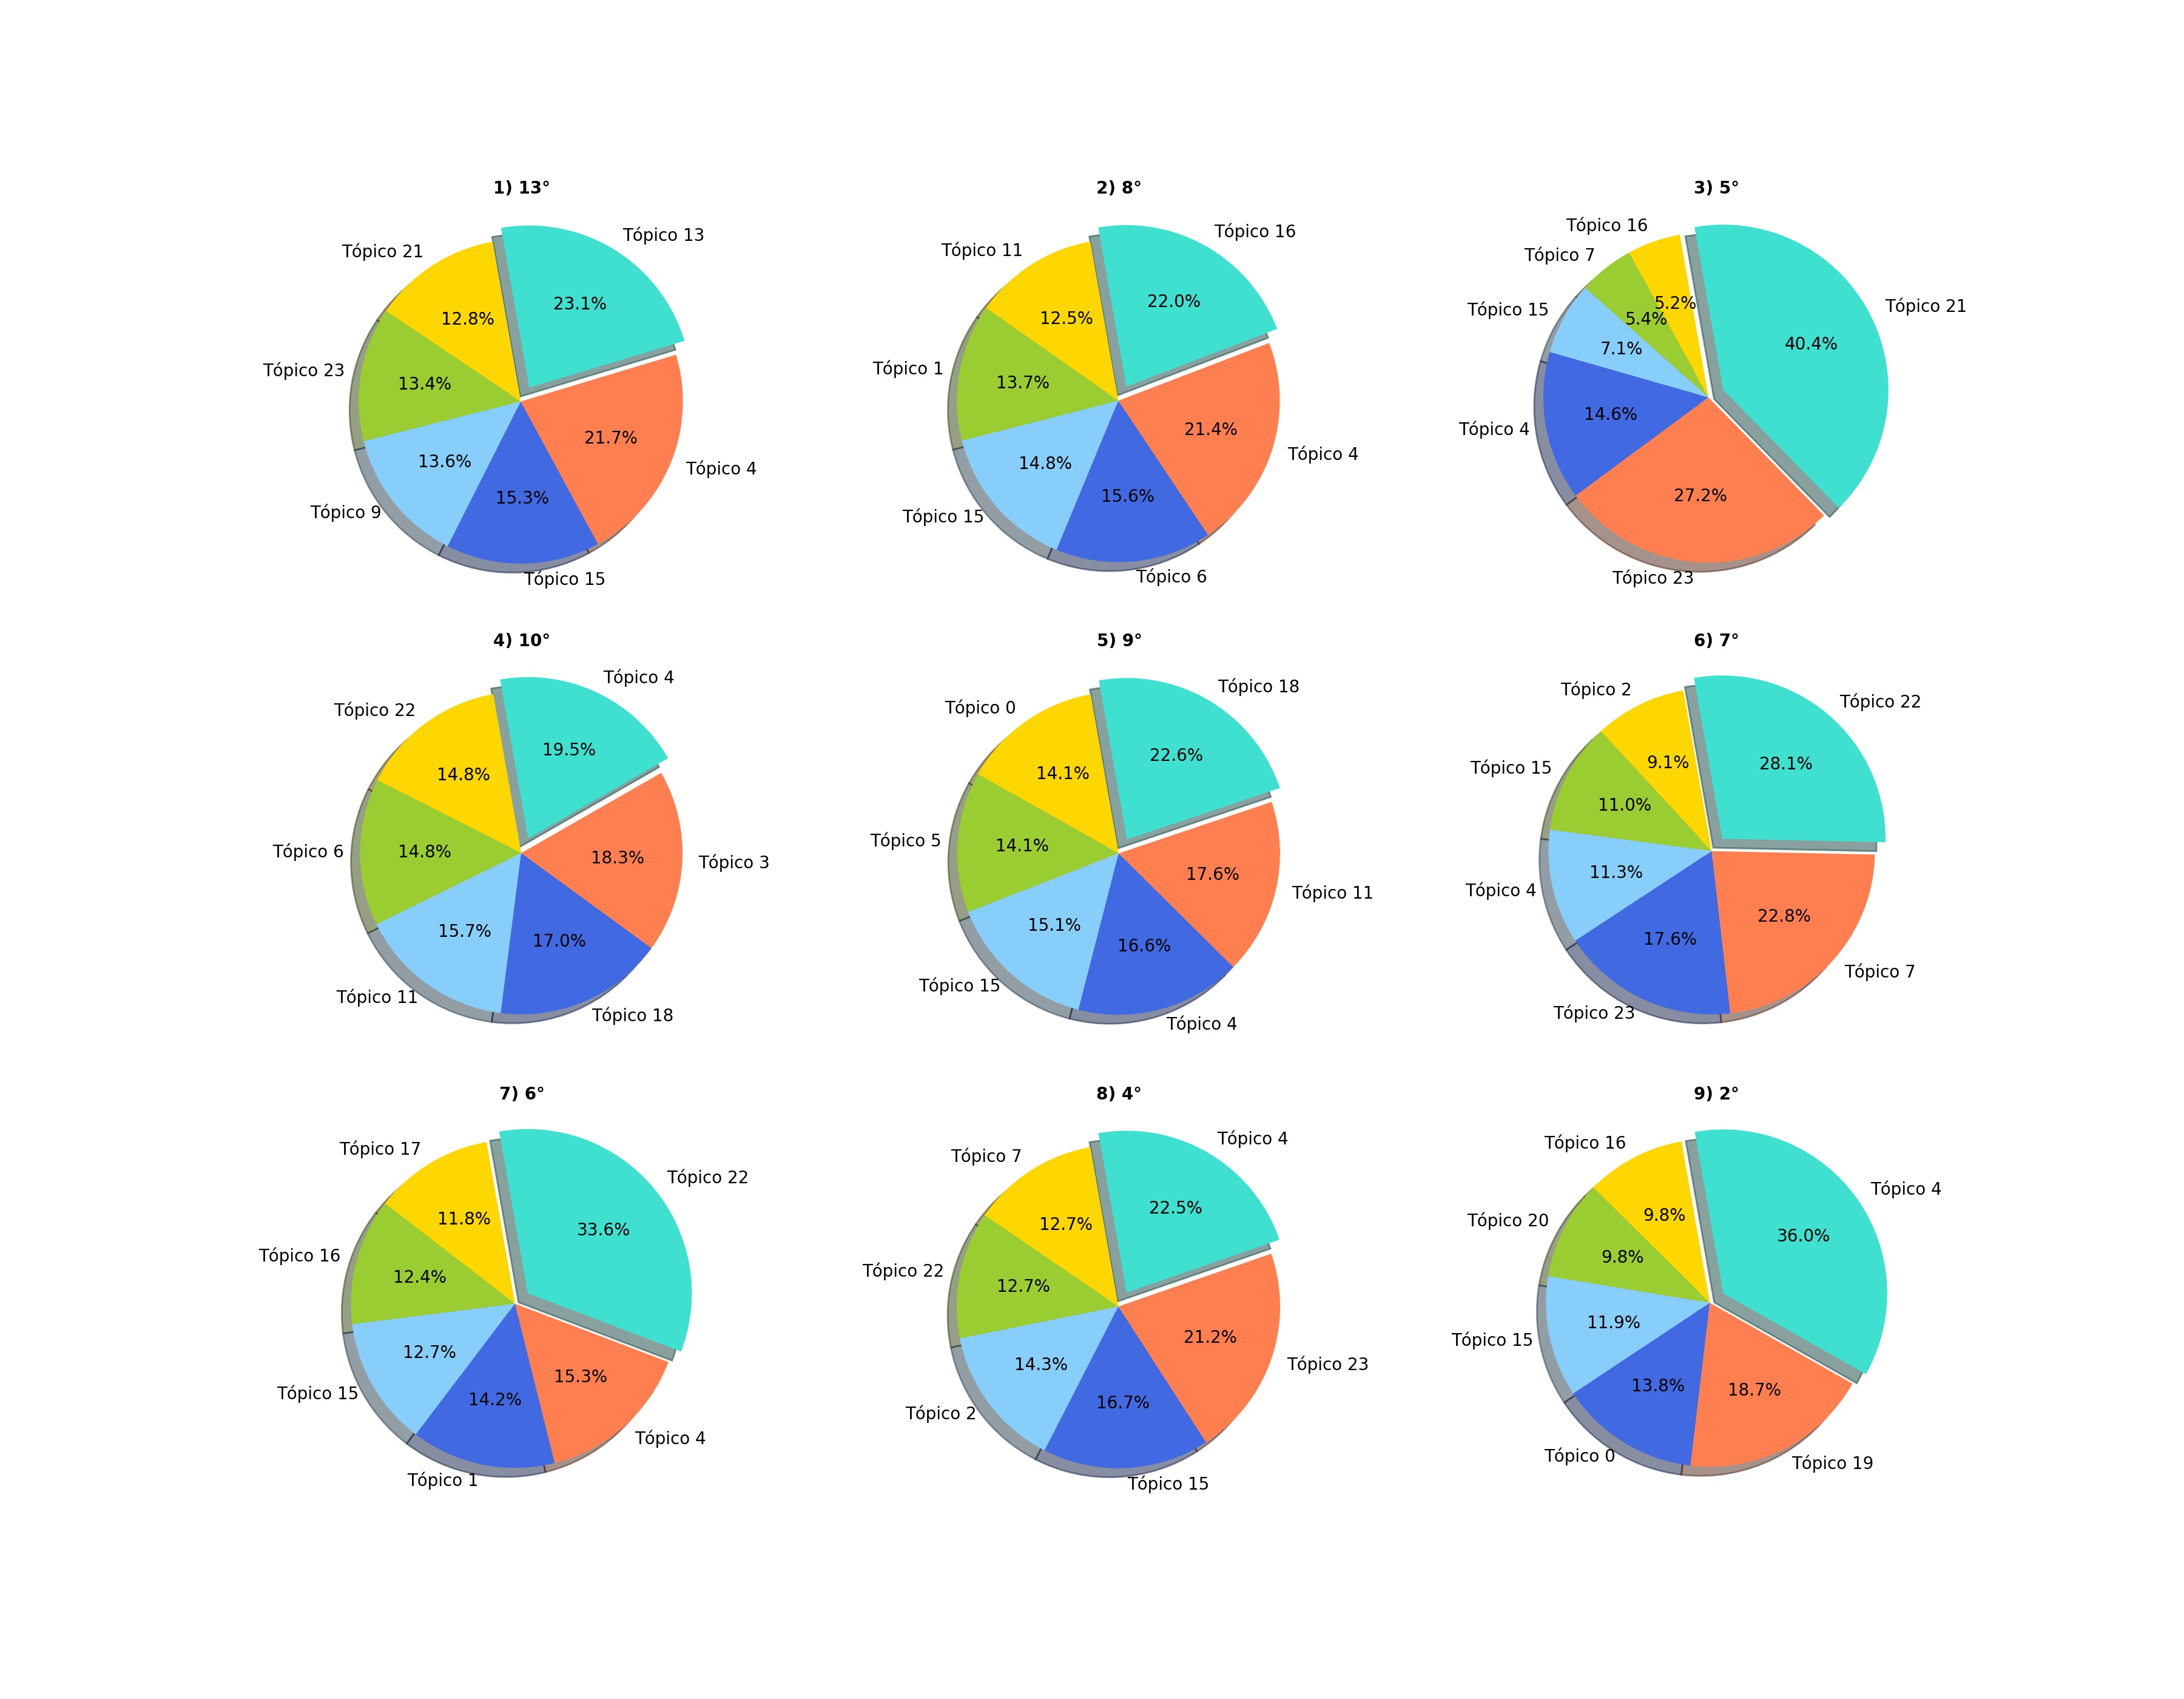 1) 13°
Tópico 13
23.1%
Tópico 21
12.8%
Tópico 23
13.4%
Tópico 9
13.6%
Tópico 15
15.3%
Tópico 4
21.7%
2) 8°
Tópico 16
22.0%
Tópico 11
12.5%
Tópico 1
13.7%
Tópico 15
14.8%
Tópico 6
15.6%
Tópico 4
21.4%
3) 5°
Tópico 21
40.4%
Tópico 16
5.2%
Tópico 7
5.4%
Tópico 15
7.1%
Tópico 4
14.6%
Tópico 23
27.2%
4) 10°
Tópico 4
19.5%
Tópico 22
14.8%
Tópico 6
14.8%
Tópico 11
15.7%
Tópico 18
17.0%
Tópico 3
18.3%
5) 9°
Tópico 18
22.6%
Tópico 0
14.1%
Tópico 5
14.1%
Tópico 15
15.1%
Tópico 4
16.6%
Tópico 11
17.6%
6) 7°
Tópico 22
28.1%
Tópico 2
9.1%
Tópico 15
11.0%
Tópico 4
11.3%
Tópico 23
17.6%
Tópico 7
22.8%
7) 6°
Tópico 22
33.6%
Tópico 17
11.8%
Tópico 16
12.4%
Tópico 15
12.7%
Tópico 1
14.2%
Tópico 4
15.3%
8) 4°
Tópico 4
22.5%
Tópico 7
12.7%
Tópico 22
12.7%
Tópico 2
14.3%
Tópico 15
16.7%
Tópico 23
21.2%
9) 2°
Tópico 4
36.0%
Tópico 16
9.8%
Tópico 20
9.8%
Tópico 15
11.9%
Tópico 0
13.8%
Tópico 19
18.7%